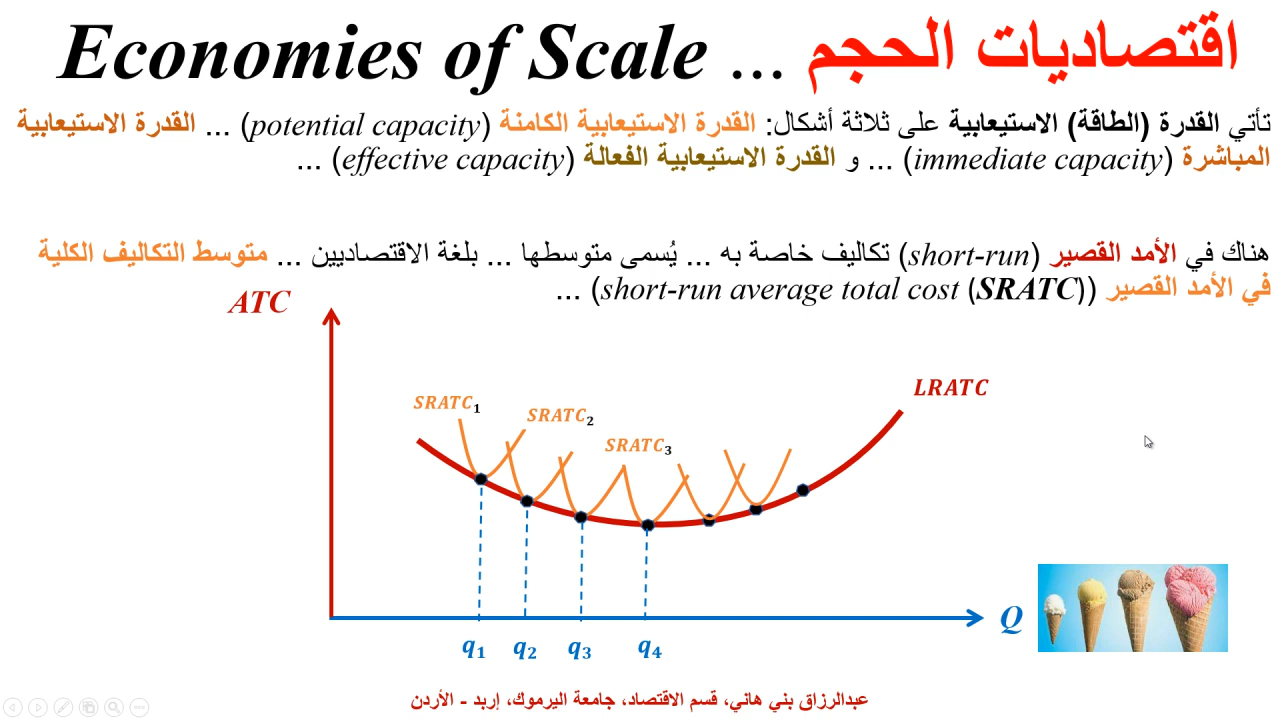 اقتصاديات الحجم ... Economies of Scale
تأتي القدرة (الطاقة) الاستيعابية على ثلاثة أشكال: القدرة الاستيعابية الكامنة (potential capacity) ... القدرة الاستيعابية
المباشرة (immediate capacity) ... و القدرة الاستيعابية الفعالة (effective capacity) ...
هناك في الأمد القصير (short-run) تكاليف خاصة به ... يُسمى متوسطها ... بلغة الاقتصاديين ... متوسط التكاليف الكلية
في الأمد القصير (short-run average total cost (SRATC)) ...
ATC
LRATC
SRATC₁
SRATC₂
SRATC₃
Q
q₁ q₂ q₃ q₄
عبدالرزاق بني هاني، قسم الاقتصاد، جامعة اليرموك، إربد - الأردن